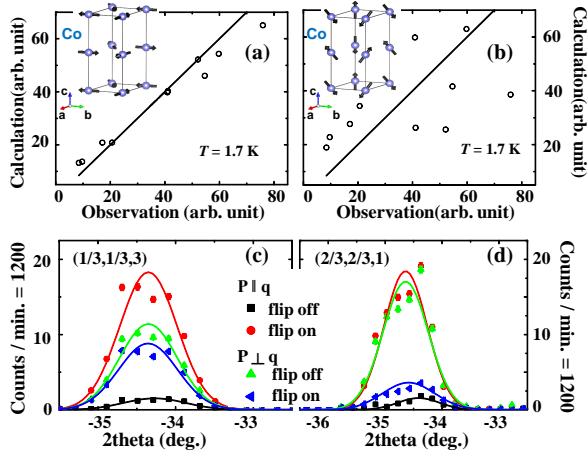 60
40
20
Calculation(arb. unit)
Co
(a)
c
a
b
T = 1.7 K
0 20 40 60 80
Observation (arb. unit)
Co
(b)
c
a
b
T = 1.7 K
0 20 40 60 80
Observation (arb. unit)
60
40
20
Calculation(arb. unit)
20
10
0
Counts / min. = 1200
(1/3,1/3,3)
(c)
P || q
flip off
flip on
P ⊥ q
flip off
flip on
-35 -34 -33
2theta (deg.)
(2/3,2/3,1)
(d)
-36 -35 -34 -33
2theta (deg.)
20
10
0
Counts / min. = 1200